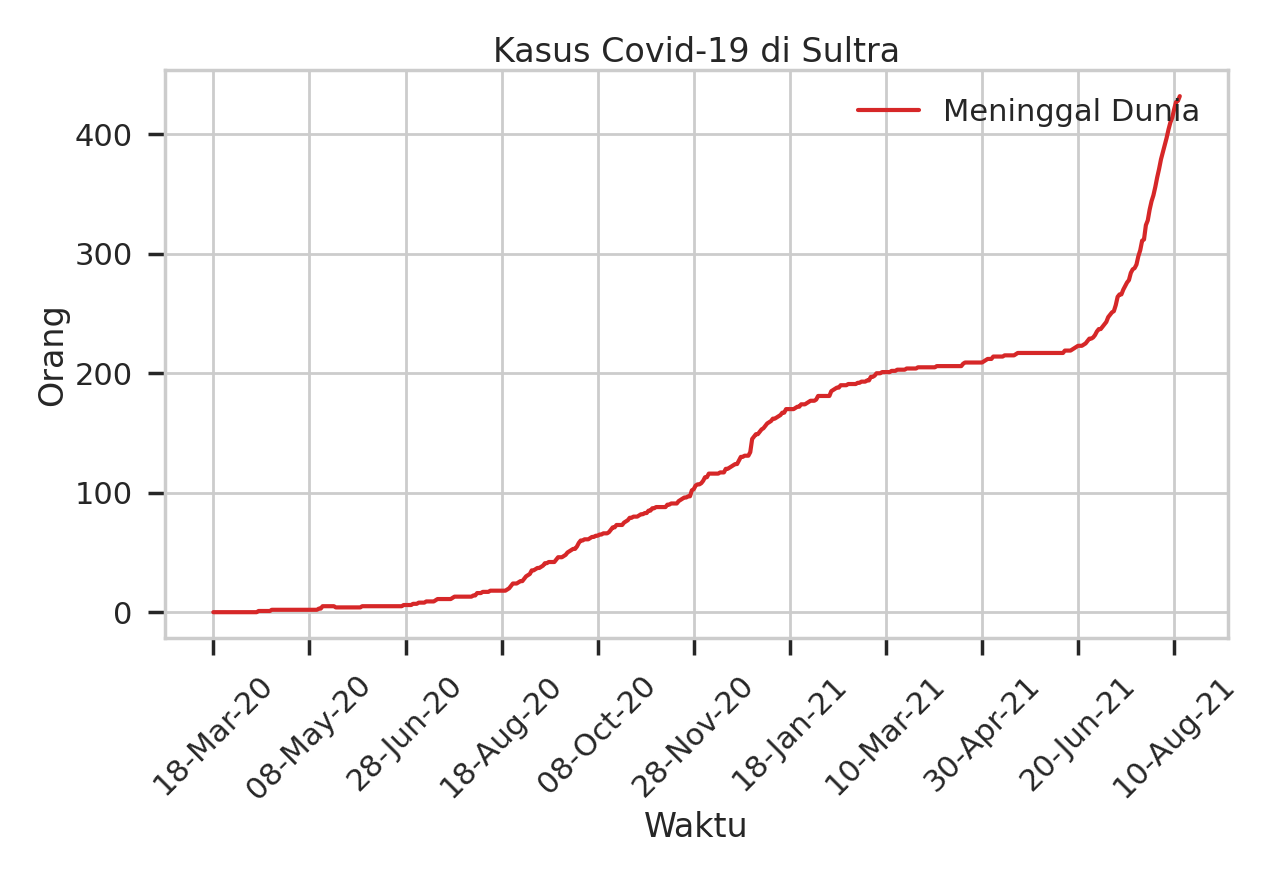 Kasus Covid-19 di Sultra
Meninggal Dunia
Orang
400
300
200
100
0
18-Mar-20
08-May-20
28-Jun-20
18-Aug-20
08-Oct-20
28-Nov-20
18-Jan-21
10-Mar-21
30-Apr-21
20-Jun-21
10-Aug-21
Waktu